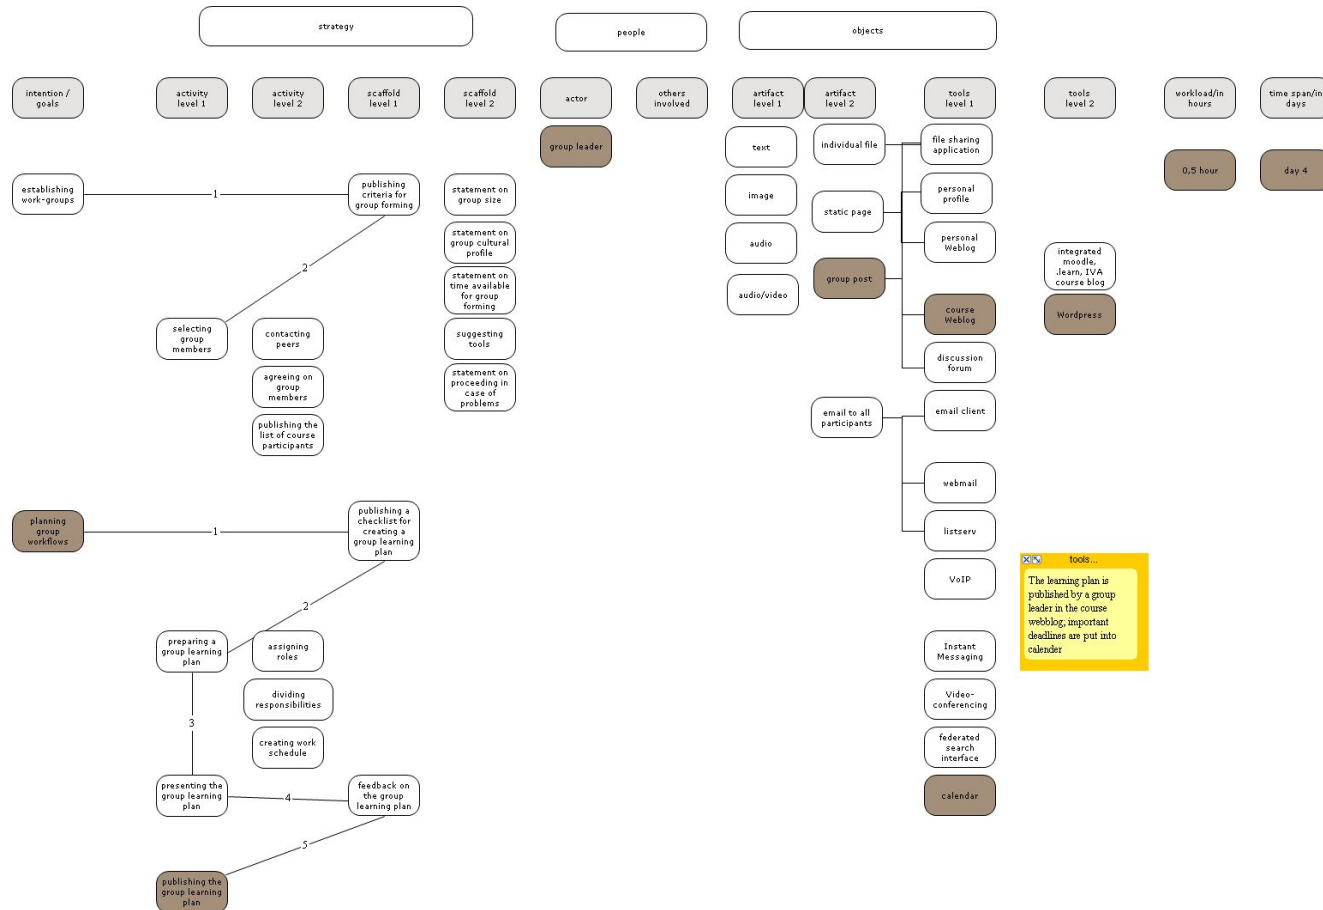 strategy
people
objects
intention /
goals
activity
level 1
activity
level 2
scaffold
level 1
scaffold
level 2
actor
others
involved
artifact
level 1
artifact
level 2
tools
level 1
tools
level 2
workload/in
hours
time span/in
days
group leader
text
individual file
file sharing
application
0,5 hour
day 4
establishing
work-groups
1
publishing
criteria for
group forming
statement on
group size
image
static page
personal
profile
statement on
group cultural
profile
audio
personal
Weblog
2
statement on
time available
for group
forming
audio/video
group post
integrated
moodle,
.learn, IVA
course blog
course
Weblog
Wordpress
selecting
group
members
contacting
peers
suggesting
tools
discussion
forum
agreeing on
group
members
statement on
proceeding in
case of
problems
publishing the
list of course
participants
email to all
participants
email client
webmail
planning
group
workflows
1
publishing a
checklist for
creating a
group learning
plan
listserv
VoIP
tools...
The learning plan is
published by a group
leader in the course
webblog; important
deadlines are put into
calender
2
preparing a
group learning
plan
assigning
roles
Instant
Messaging
dividing
responsibilities
Video-
conferencing
3
creating work
schedule
federated
search
interface
presenting the
group learning
plan
4
feedback on
the group
learning plan
calendar
5
publishing the
group learning
plan